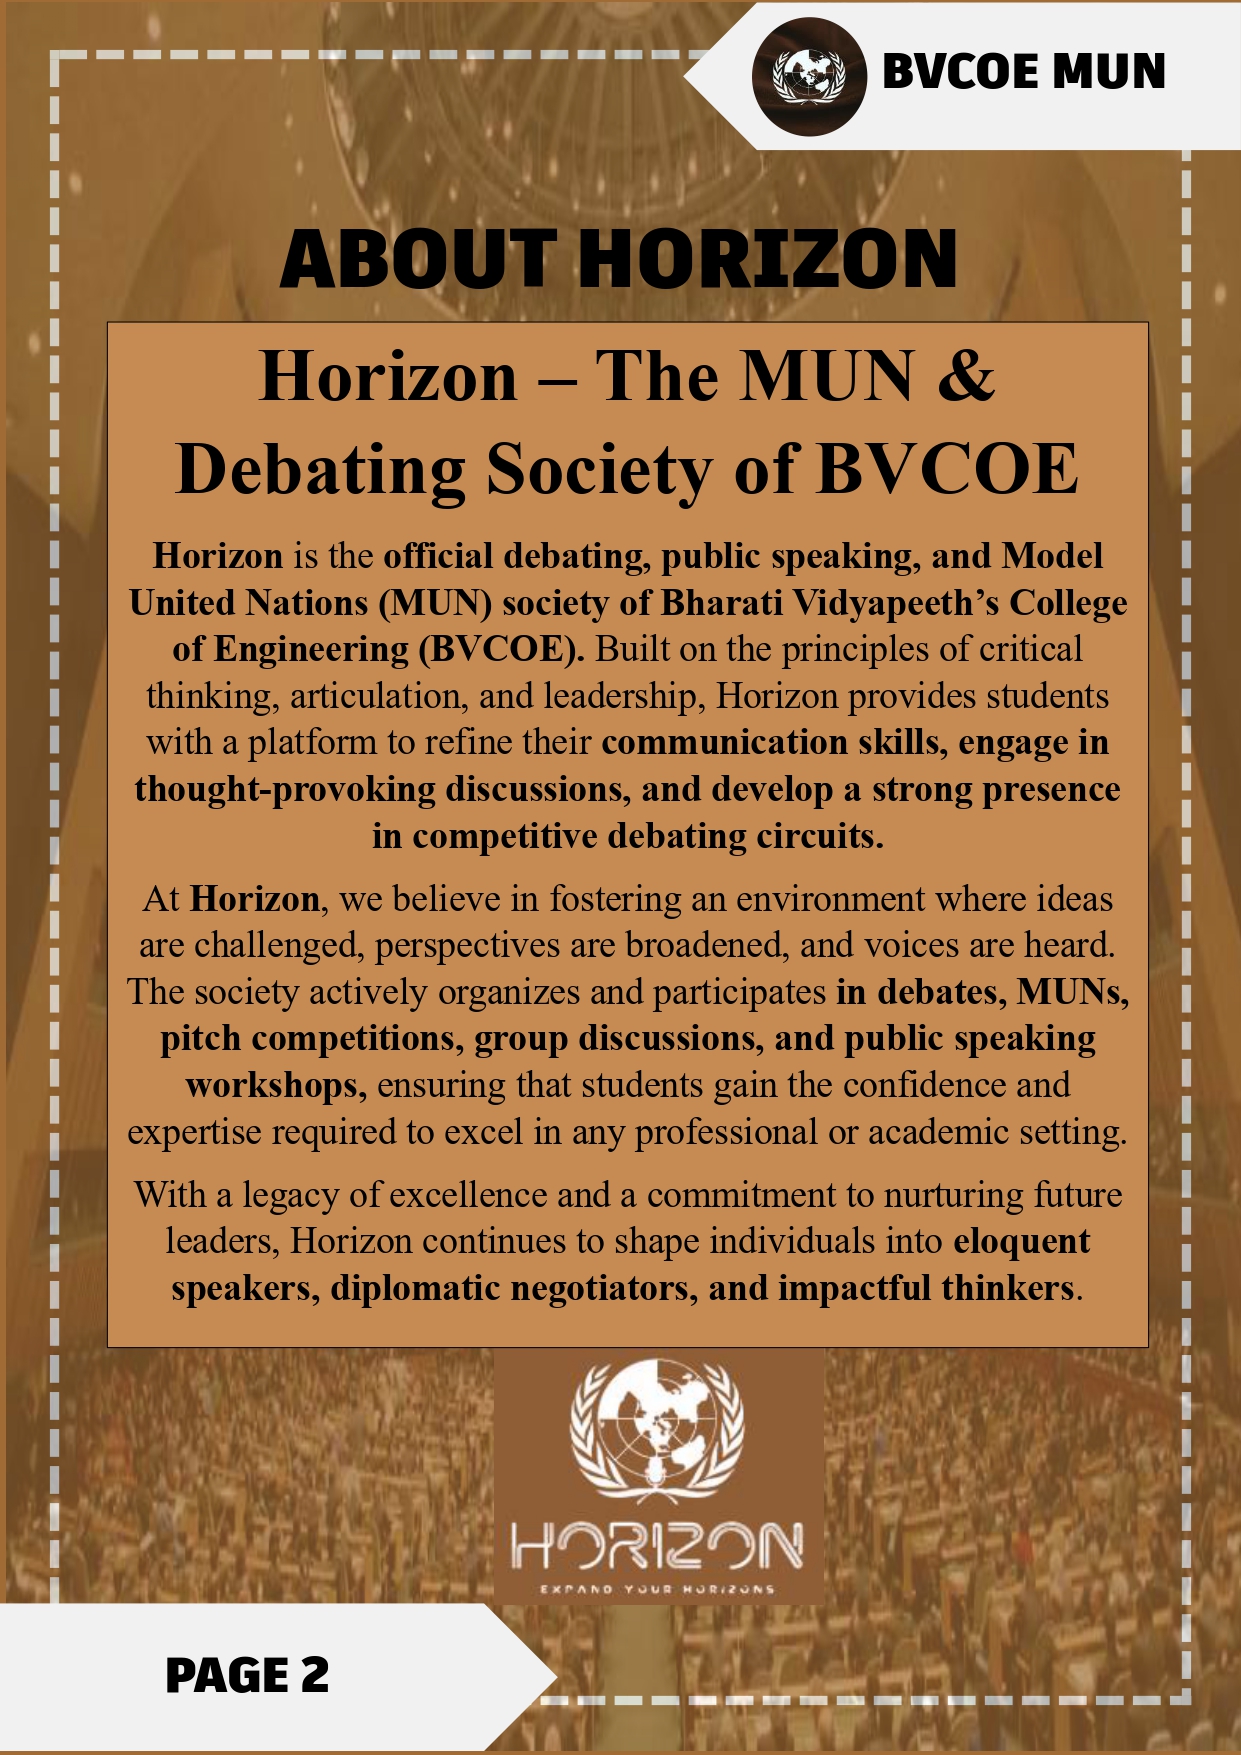 BVCOE MUN
ABOUT HORIZON
Horizon – The MUN &
Debating Society of BVCOE
Horizon is the official debating, public speaking, and Model
United Nations (MUN) society of Bharati Vidyapeeth’s College
of Engineering (BVCOE). Built on the principles of critical
thinking, articulation, and leadership, Horizon provides students
with a platform to refine their communication skills, engage in
thought-provoking discussions, and develop a strong presence
in competitive debating circuits.
At Horizon, we believe in fostering an environment where ideas
are challenged, perspectives are broadened, and voices are heard.
The society actively organizes and participates in debates, MUNs,
pitch competitions, group discussions, and public speaking
workshops, ensuring that students gain the confidence and
expertise required to excel in any professional or academic setting.
With a legacy of excellence and a commitment to nurturing future
leaders, Horizon continues to shape individuals into eloquent
speakers, diplomatic negotiators, and impactful thinkers.
HORIZON
EXPAND YOUR HORIZONS
PAGE 2